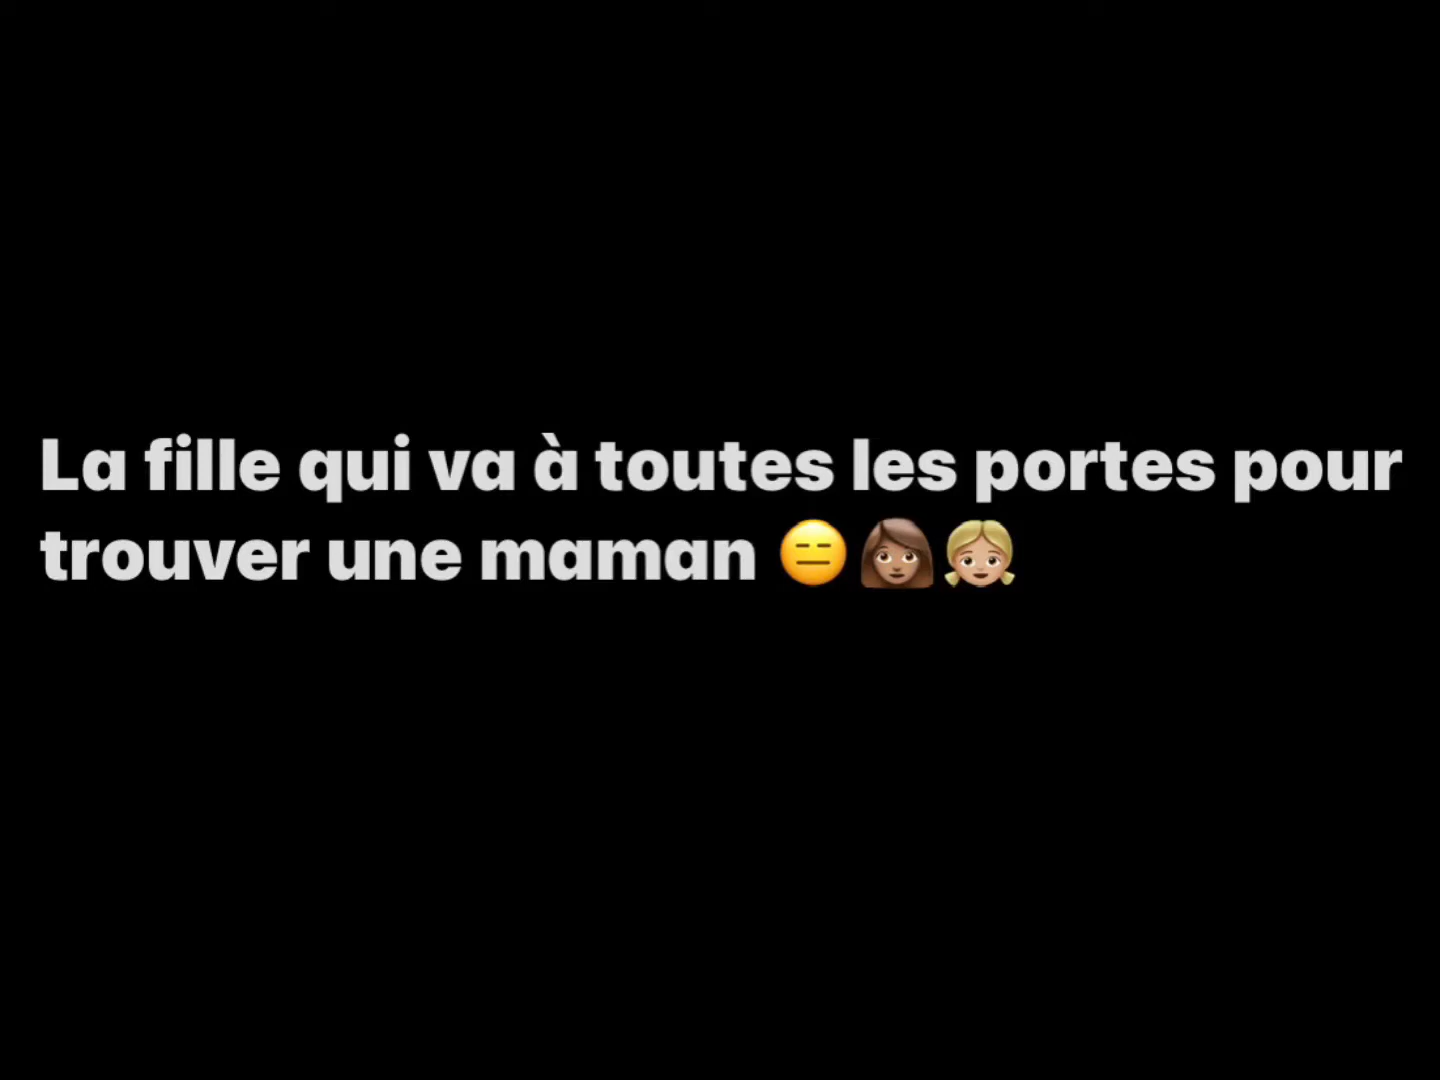 La fille qui va à toutes les portes pour
trouver une maman 😑👩🏽👧🏼